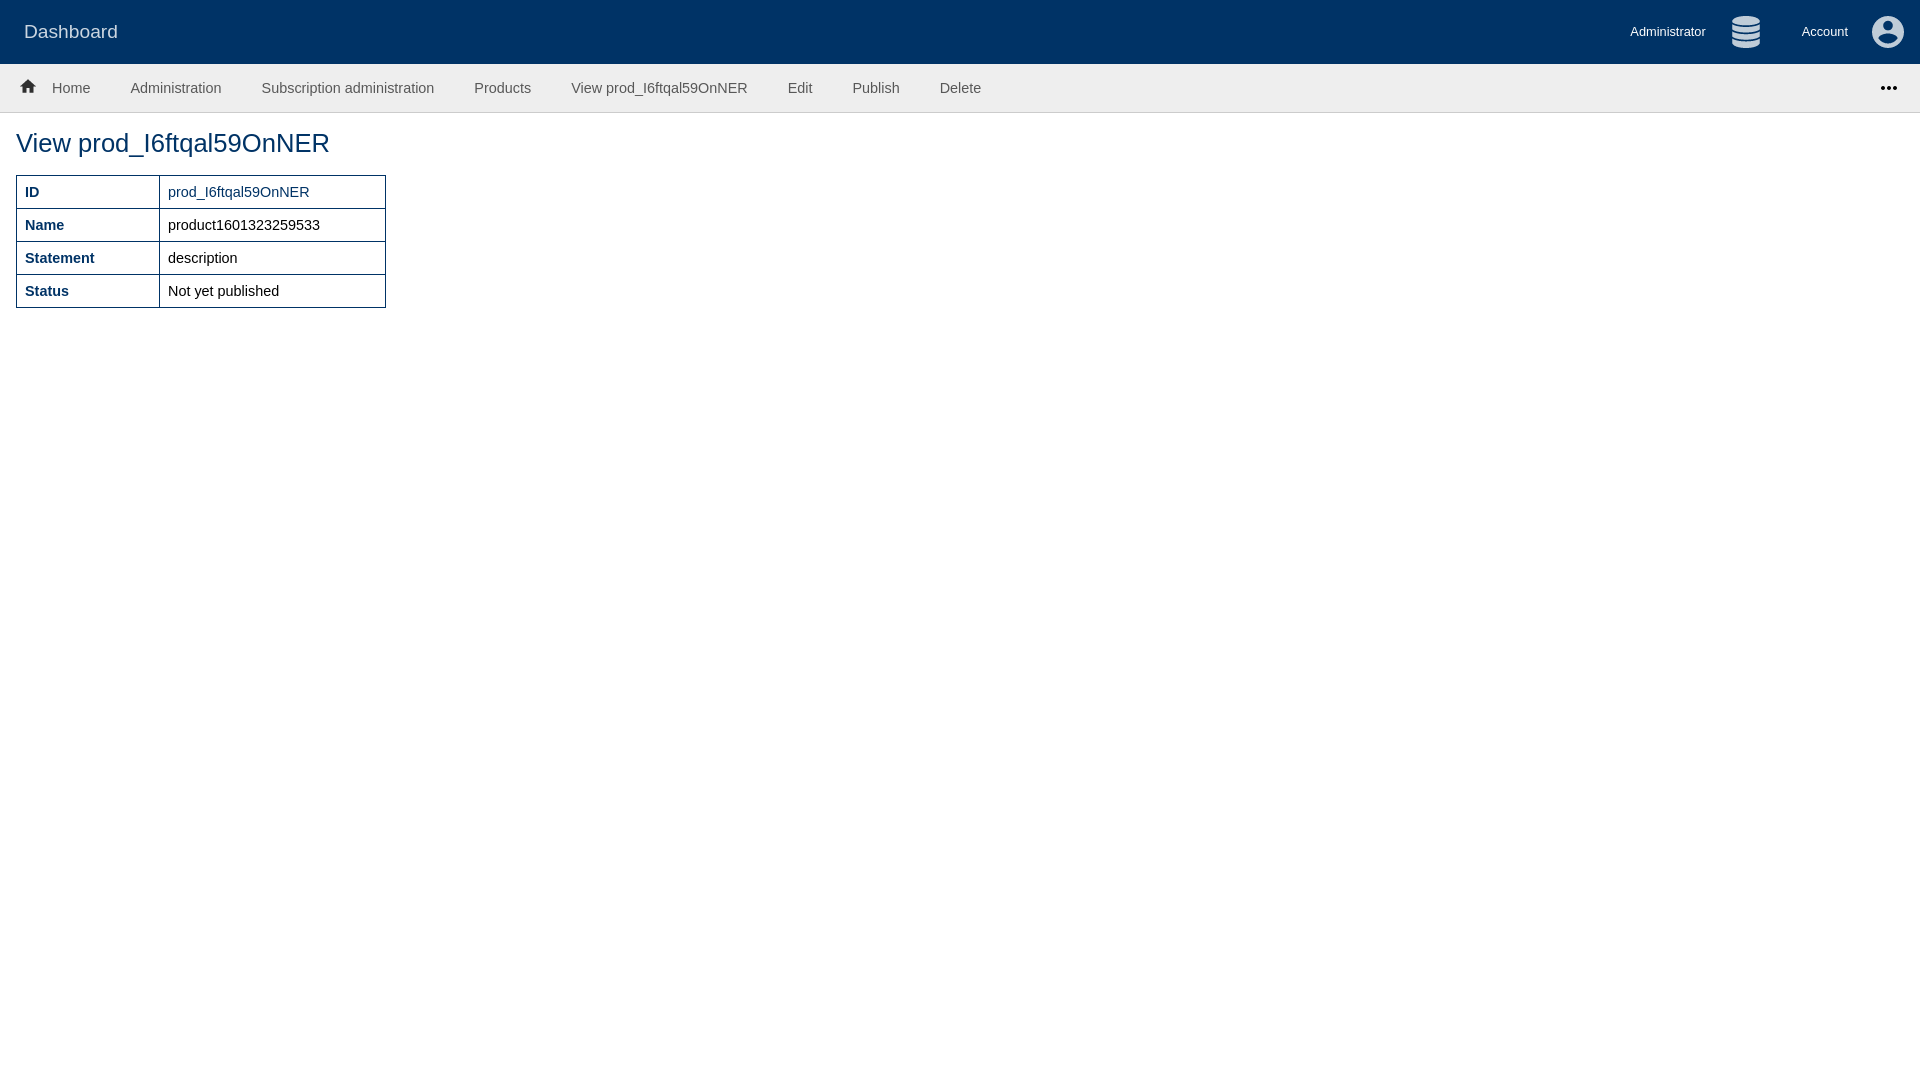 Dashboard
Administrator
Account
Home
Administration
Subscription administration
Products
View prod_I6ftqal59OnNER
Edit
Publish
Delete
View prod_I6ftqal59OnNER
ID prod_I6ftqal59OnNER
Name product1601323259533
Statement description
Status Not yet published